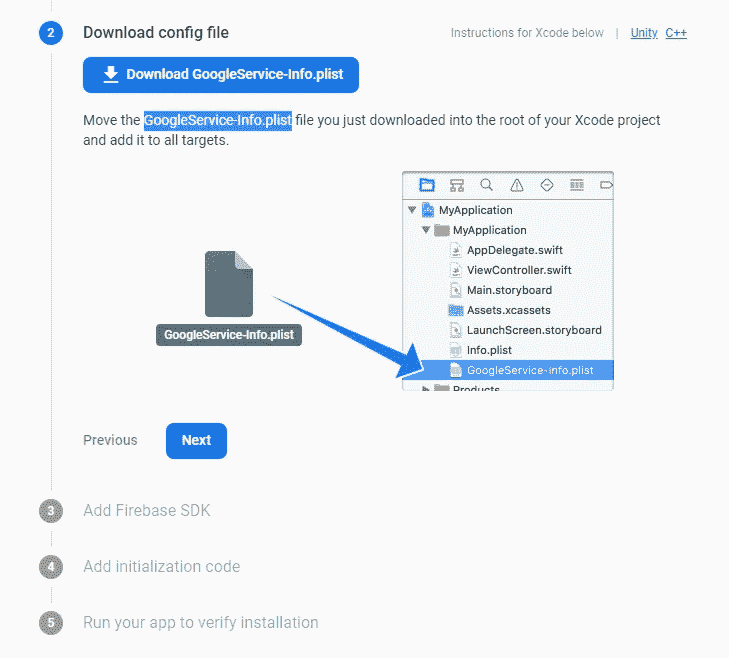 2 Download config file Instructions for Xcode below | Unity C++
Download GoogleService-Info.plist
Move the GoogleService-Info.plist file you just downloaded into the root of your Xcode project
and add it to all targets.
MyApplication
MyApplication
AppDelegate.swift
ViewController.swift
Main.storyboard
Assets.xcassets
LaunchScreen.storyboard
Info.plist
GoogleService-info.plist
Products
GoogleService-Info.plist
Previous Next
3 Add Firebase SDK
4 Add initialization code
5 Run your app to verify installation